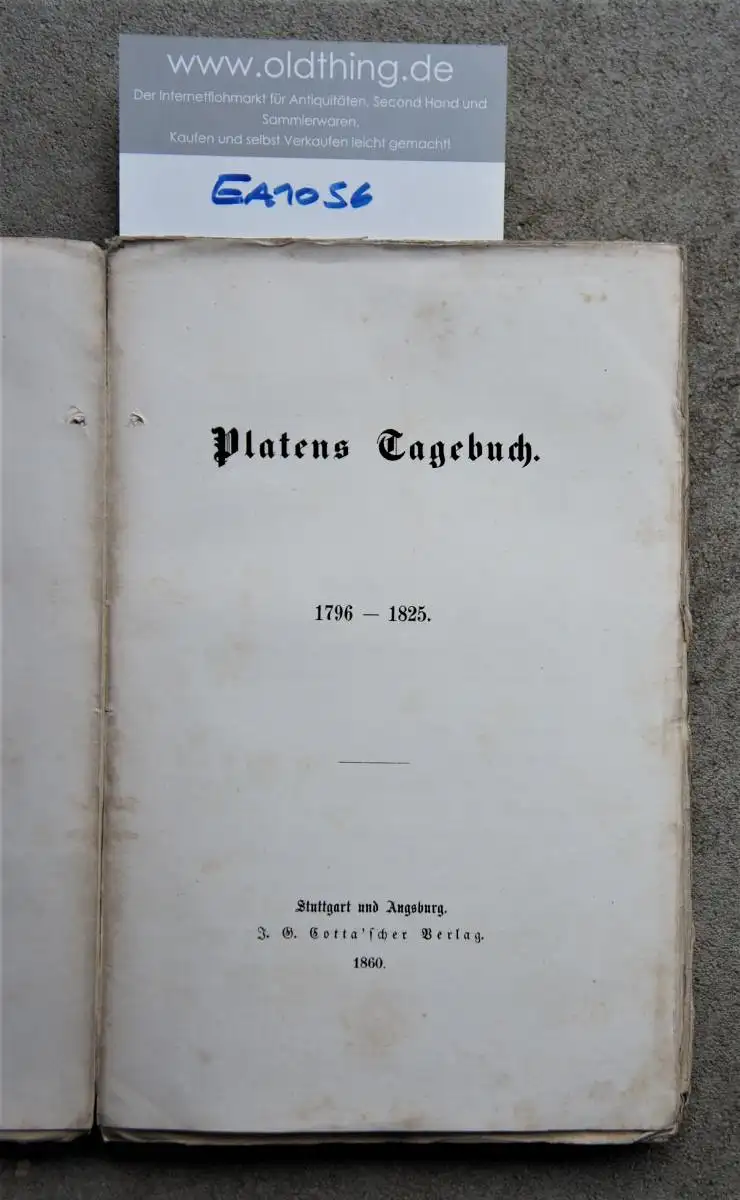 www.oldthing.de
Der Internetflohmarkt für Antiquitäten, Second Hand und
Sammlerwaren.
Kaufen und selbst Verkaufen leicht gemacht!
EA1056
Platens Tagebuch.
1796 — 1825.
Stuttgart und Augsburg.
J. G. Cotta'scher Verlag.
1860.